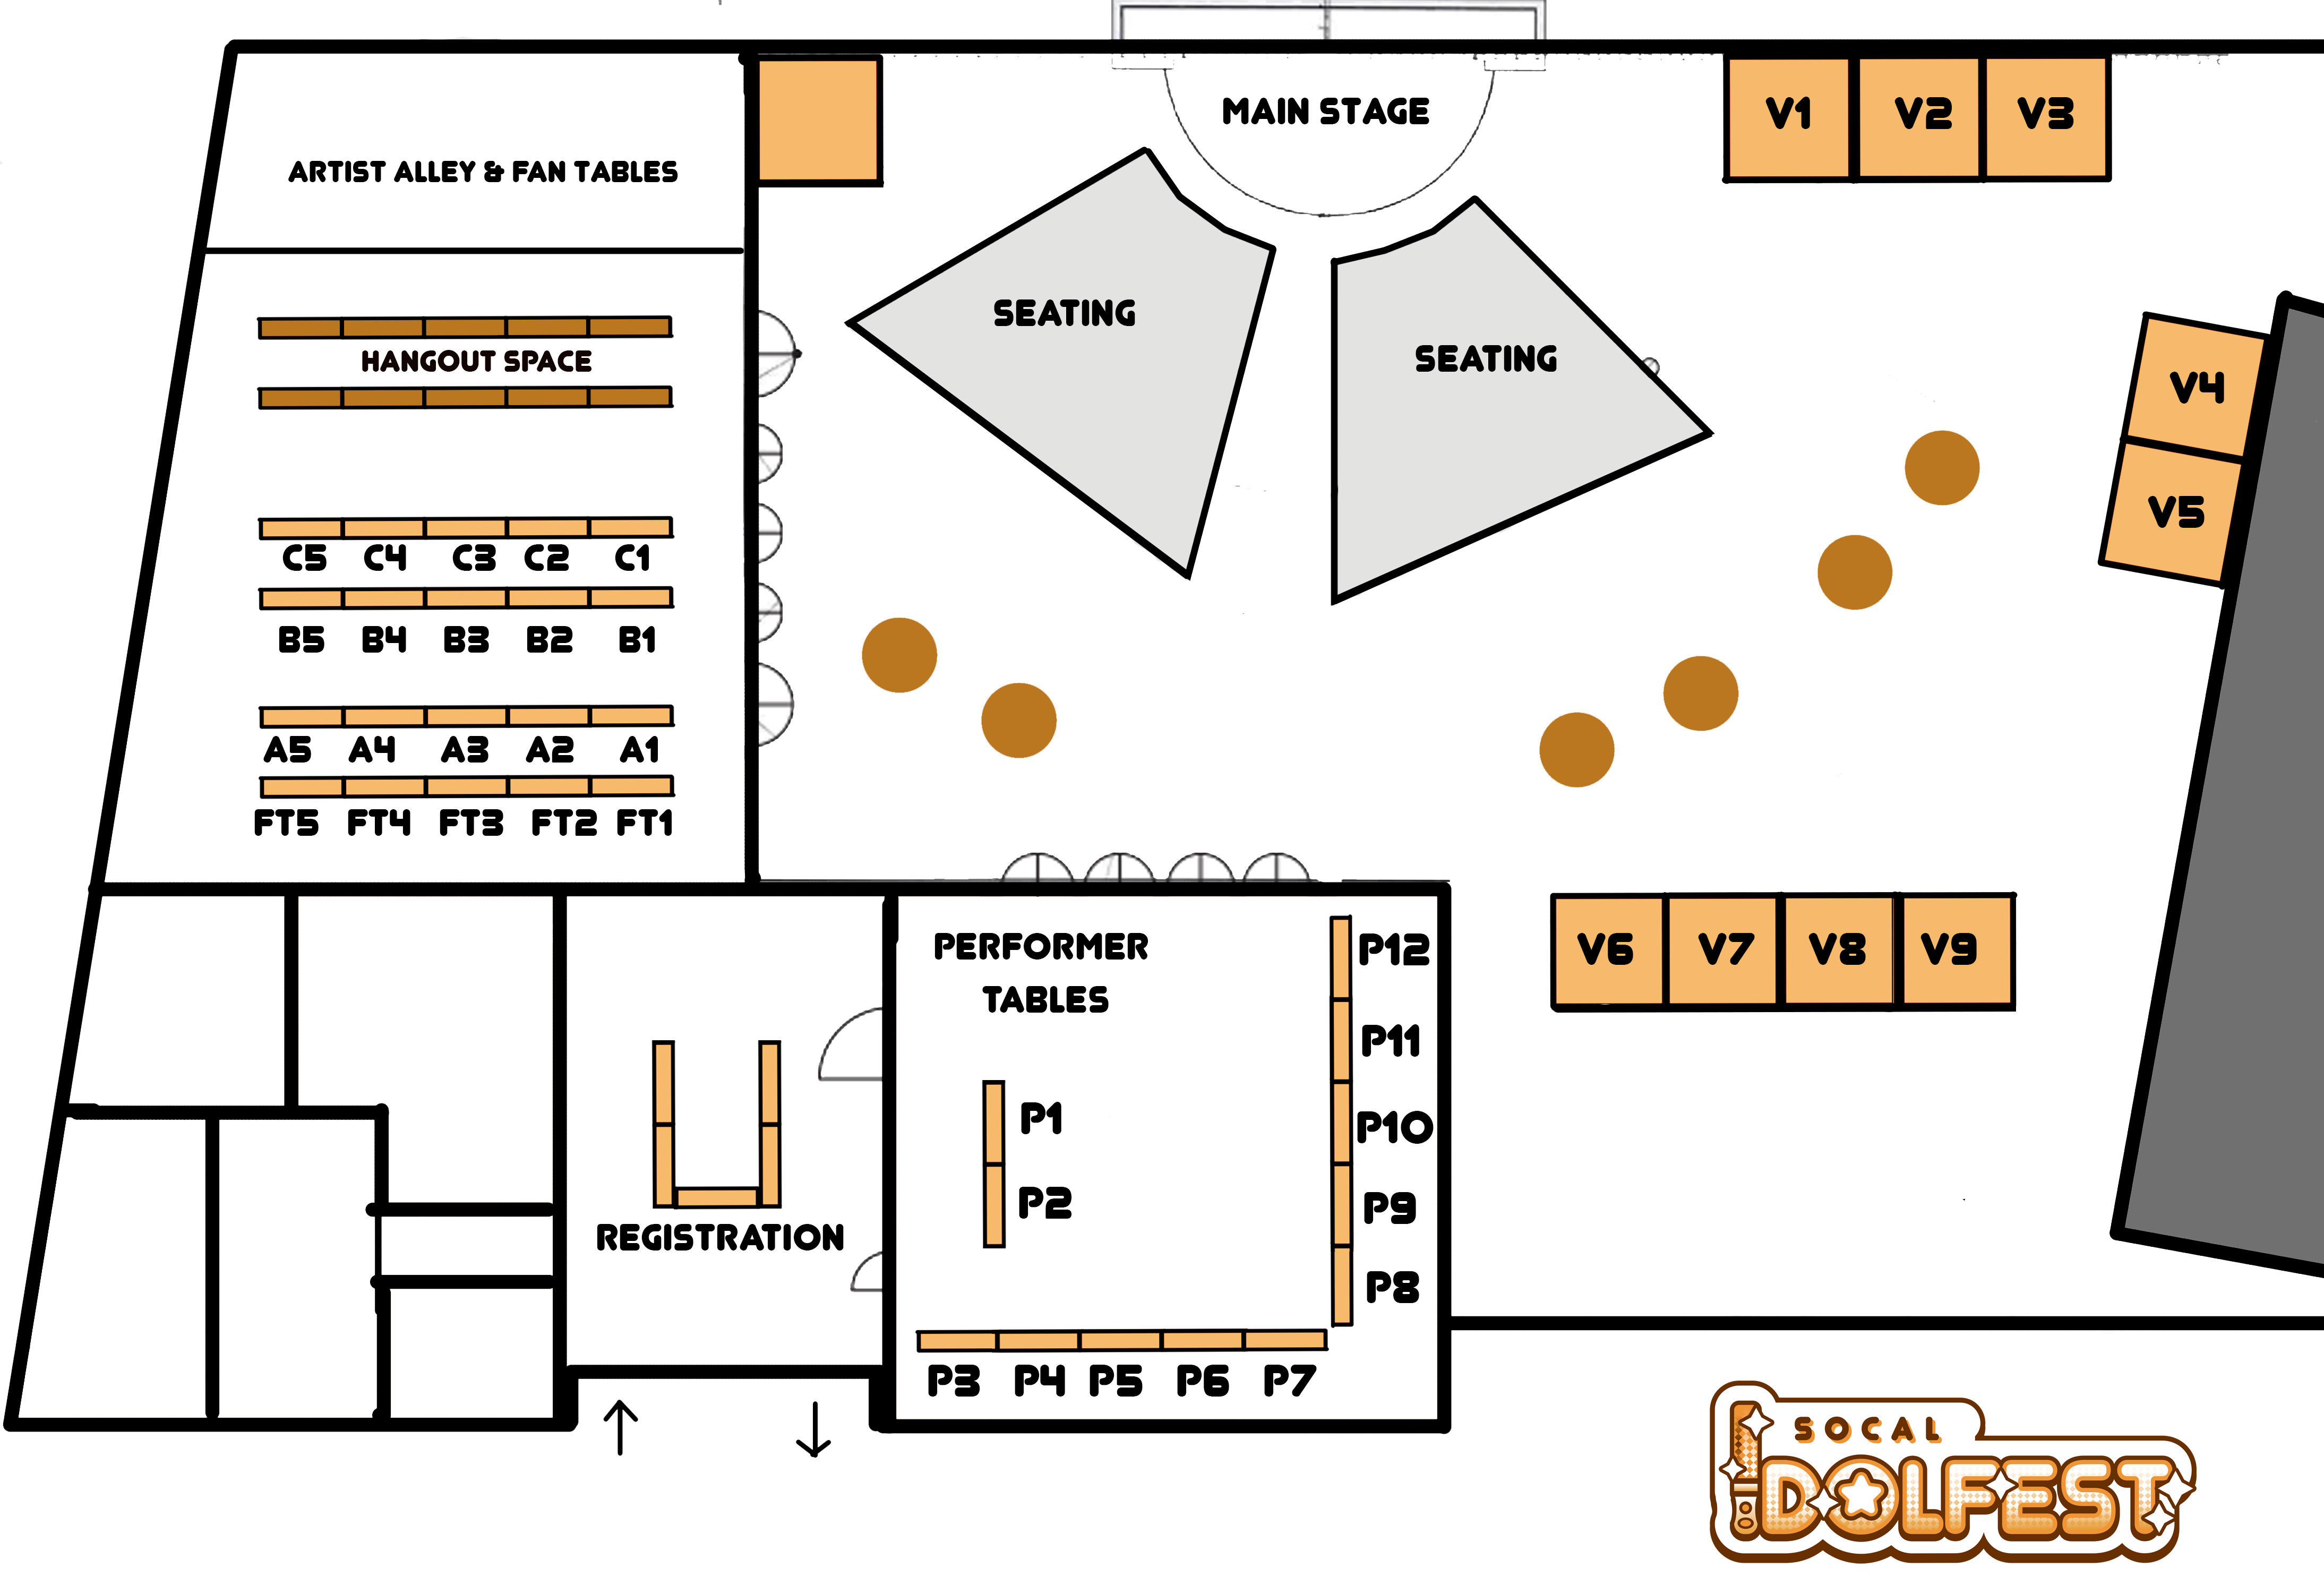 MAIN STAGE
V1 V2 V3
ARTIST ALLEY & FAN TABLES
SEATING
SEATING
HANGOUT SPACE
V4
V5
C5 C4 C3 C2 C1
B5 B4 B3 B2 B1
A5 A4 A3 A2 A1
FT5 FT4 FT3 FT2 FT1
PERFORMER
TABLES
P12
P11
P10
P9
P8
V6 V7 V8 V9
P1
P2
REGISTRATION
P3 P4 P5 P6 P7
SOCAL
IDOLFEST